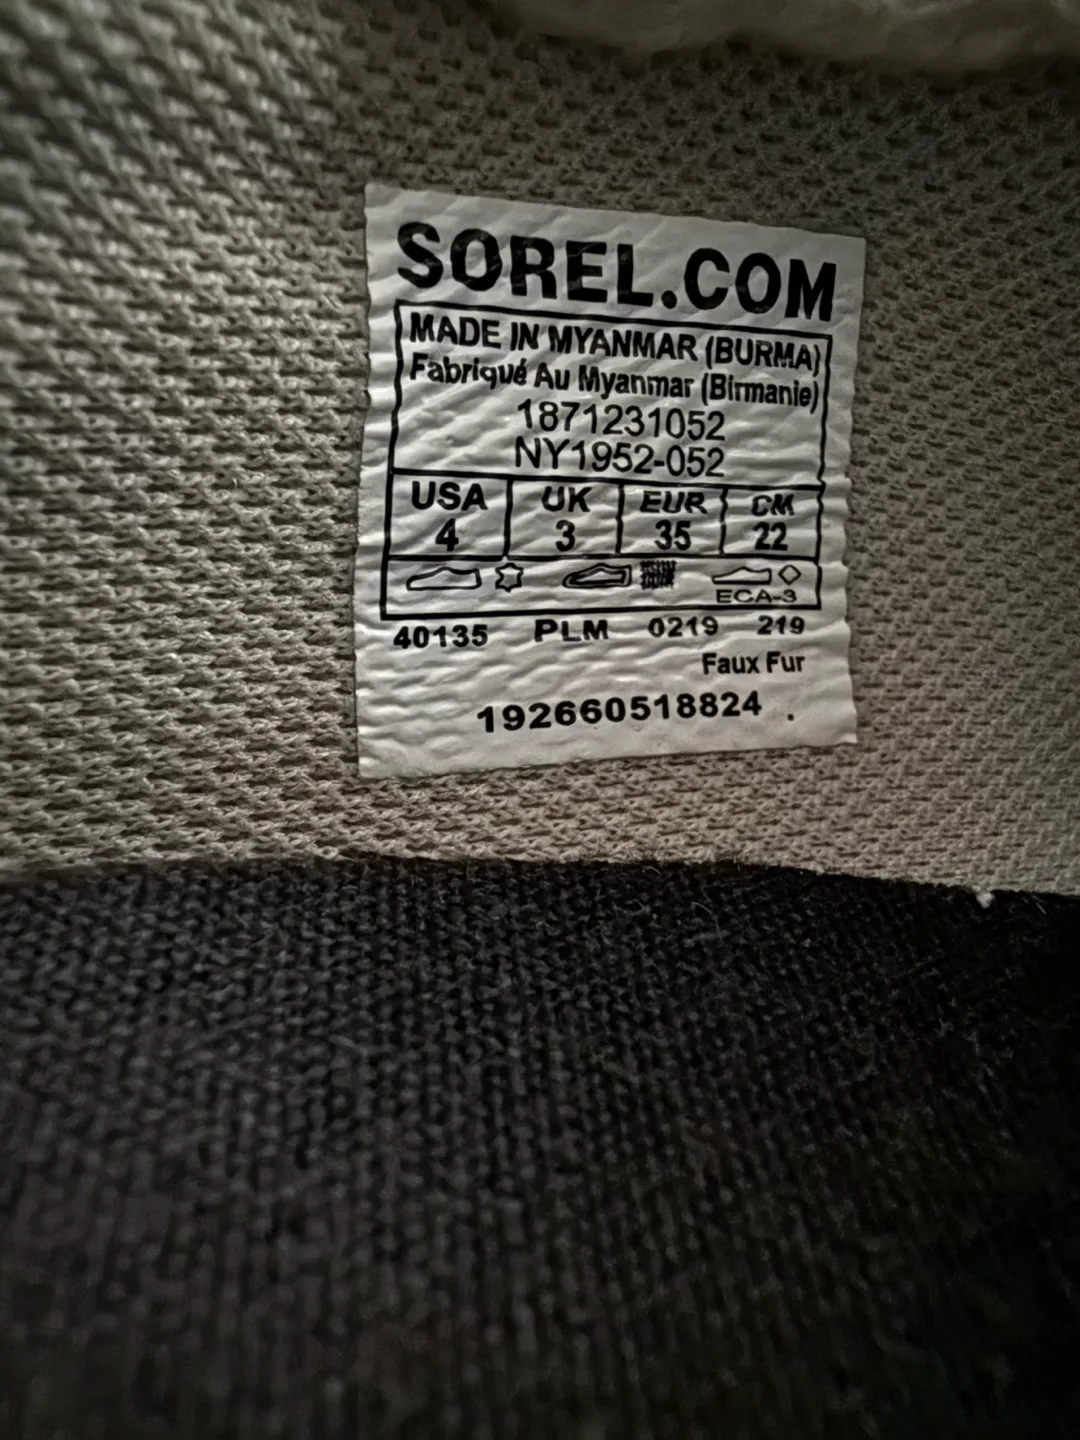 SOREL.COM
MADE IN MYANMAR (BURMA)
Fabriqué Au Myanmar (Birmanie)
1871231052
NY1952-052
USA UK EUR CM
4 3 35 22
ECA-3
40135 PLM 0219 219
Faux Fur
192660518824 .